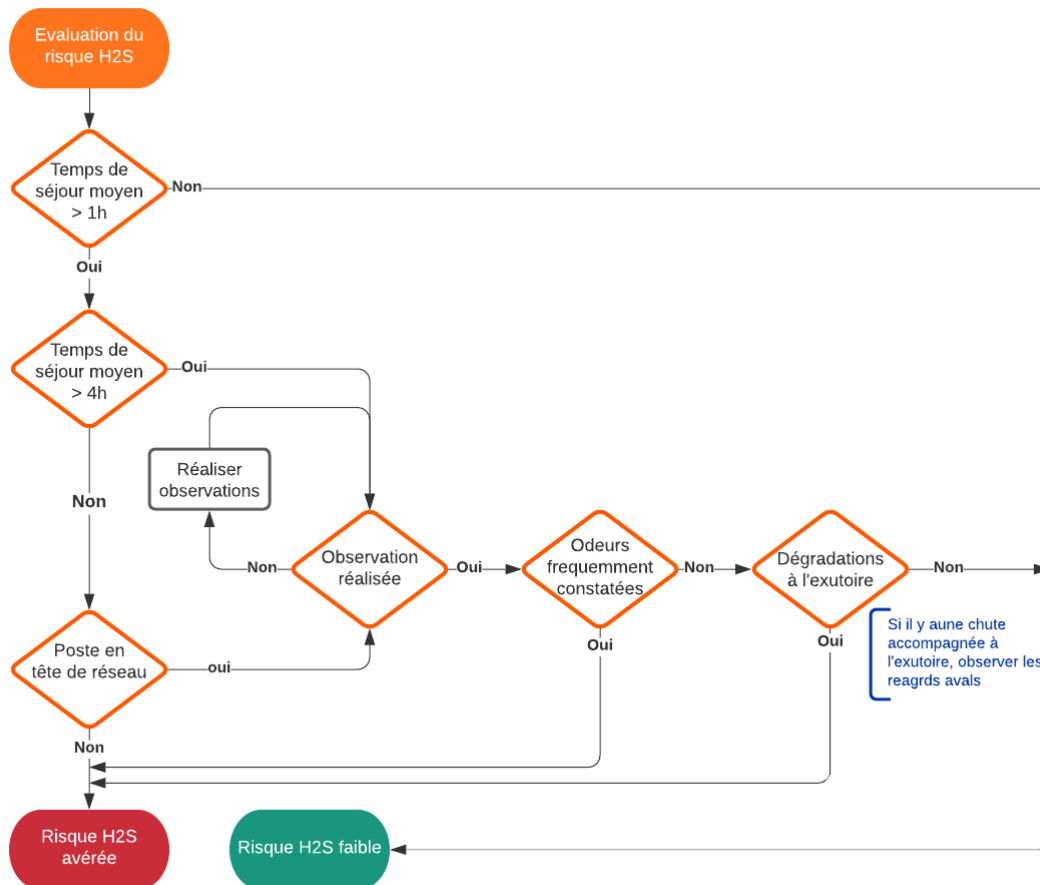 Evaluation du
risque H2S
Temps de
séjour moyen
> 1h
Non
Oui
Temps de
séjour moyen
> 4h
Oui
Réaliser
observations
Non
Observation
réalisée
Non
Oui
Odeurs
frequemment
constatées
Non
Dégradations
à l'exutoire
Non
Si il y aune chute
accompagnée à
l'exutoire, observer les
reagrds avals
Oui
Oui
Poste en
tête de réseau
oui
Non
Risque H2S
avérée
Risque H2S faible